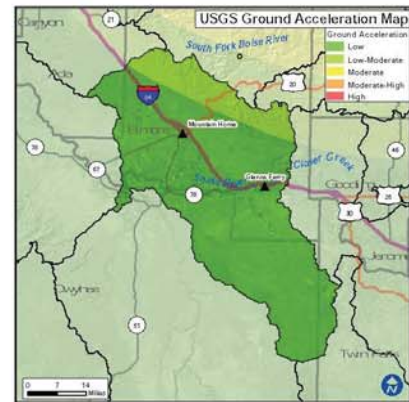 USGS Ground Acceleration Map
Ground Acceleration
Low
Low-Moderate
Moderate
Moderate-High
High
Canyon
21
South Fork Boise River
20
Ada
84
Elmore
Mountain Home
78
67
Clover Creek
46
Snake River
78
Glenns Ferry
Gooding
26
30
Jerome
Owyhee
51
Twin Falls
0 7 14
Miles
N